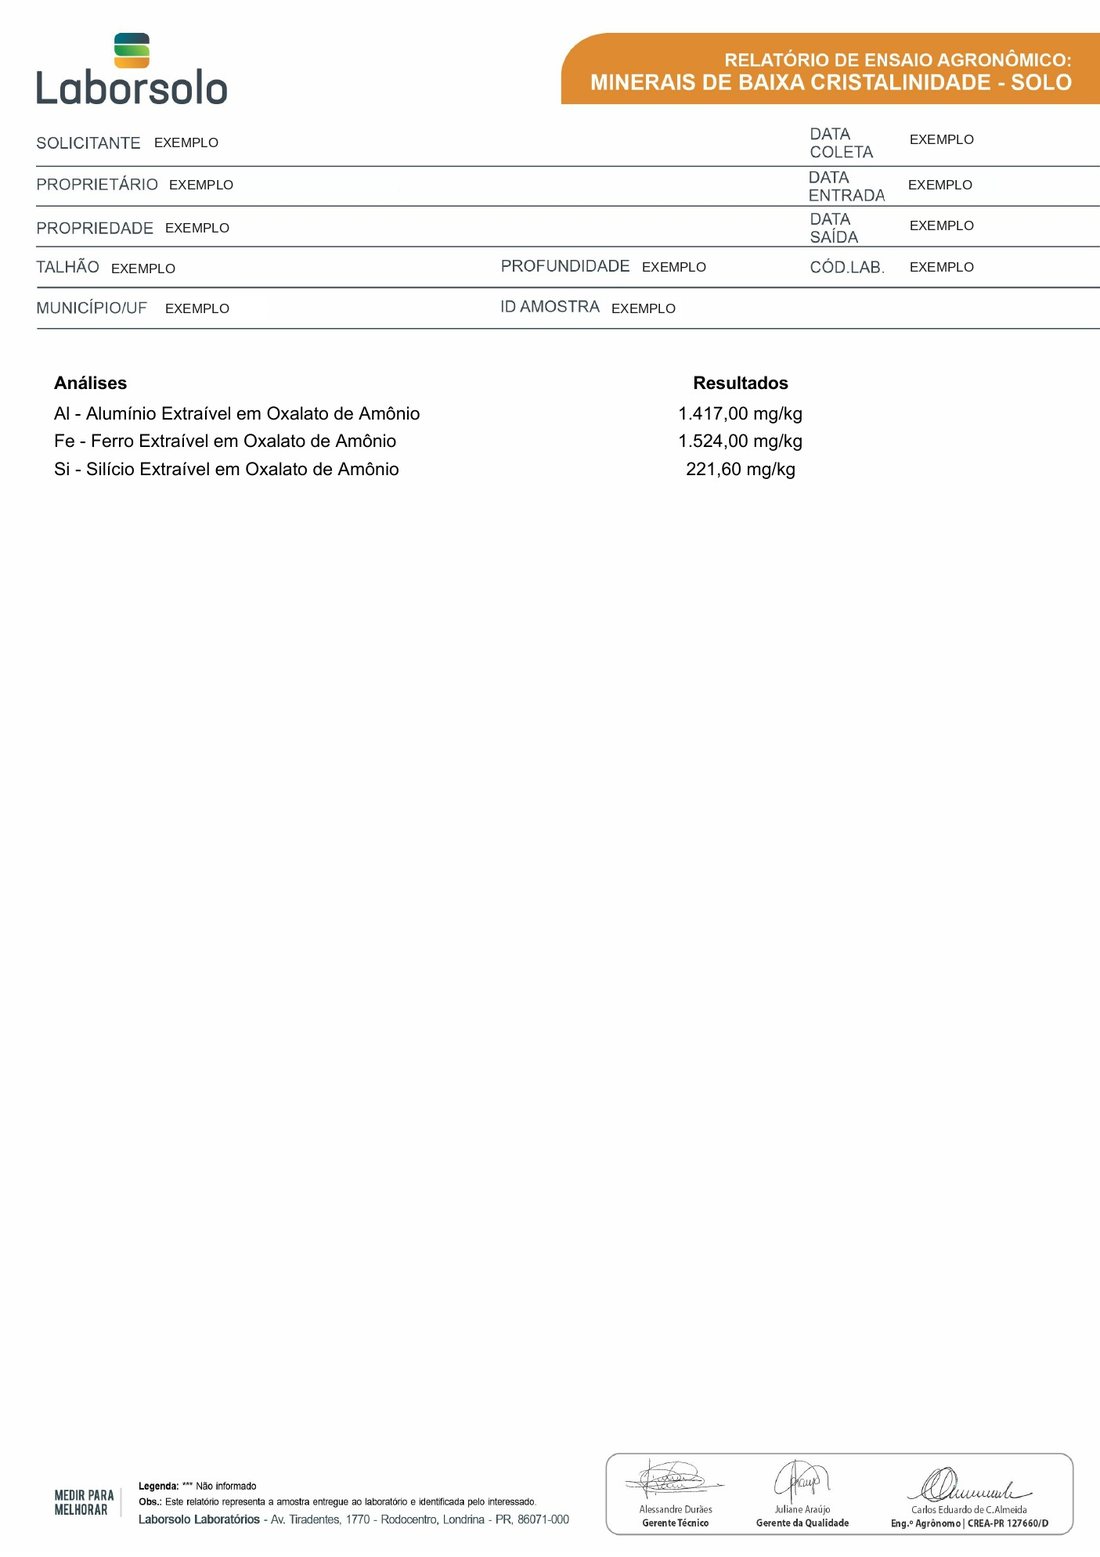 Laborsolo
RELATÓRIO DE ENSAIO AGRONÔMICO:
MINERAIS DE BAIXA CRISTALINIDADE - SOLO
SOLICITANTE EXEMPLO
DATA COLETA EXEMPLO
PROPRIETÁRIO EXEMPLO
DATA ENTRADA EXEMPLO
PROPRIEDADE EXEMPLO
DATA SAÍDA EXEMPLO
TALHÃO EXEMPLO PROFUNDIDADE EXEMPLO CÓD.LAB. EXEMPLO
MUNICÍPIO/UF EXEMPLO ID AMOSTRA EXEMPLO
Análises Resultados
Al - Alumínio Extraível em Oxalato de Amônio 1.417,00 mg/kg
Fe - Ferro Extraível em Oxalato de Amônio 1.524,00 mg/kg
Si - Silício Extraível em Oxalato de Amônio 221,60 mg/kg
MEDIR PARA
MELHORAR
Legenda: *** Não informado
Obs.: Este relatório representa a amostra entregue ao laboratório e identificada pelo interessado.
Laborsolo Laboratórios - Av. Tiradentes, 1770 - Rodocentro, Londrina - PR, 86071-000
Alessandre Durães
Gerente Técnico
Juliane Araújo
Gerente da Qualidade
Carlos Eduardo de C.Almeida
Eng.º Agrônomo | CREA-PR 127660/D